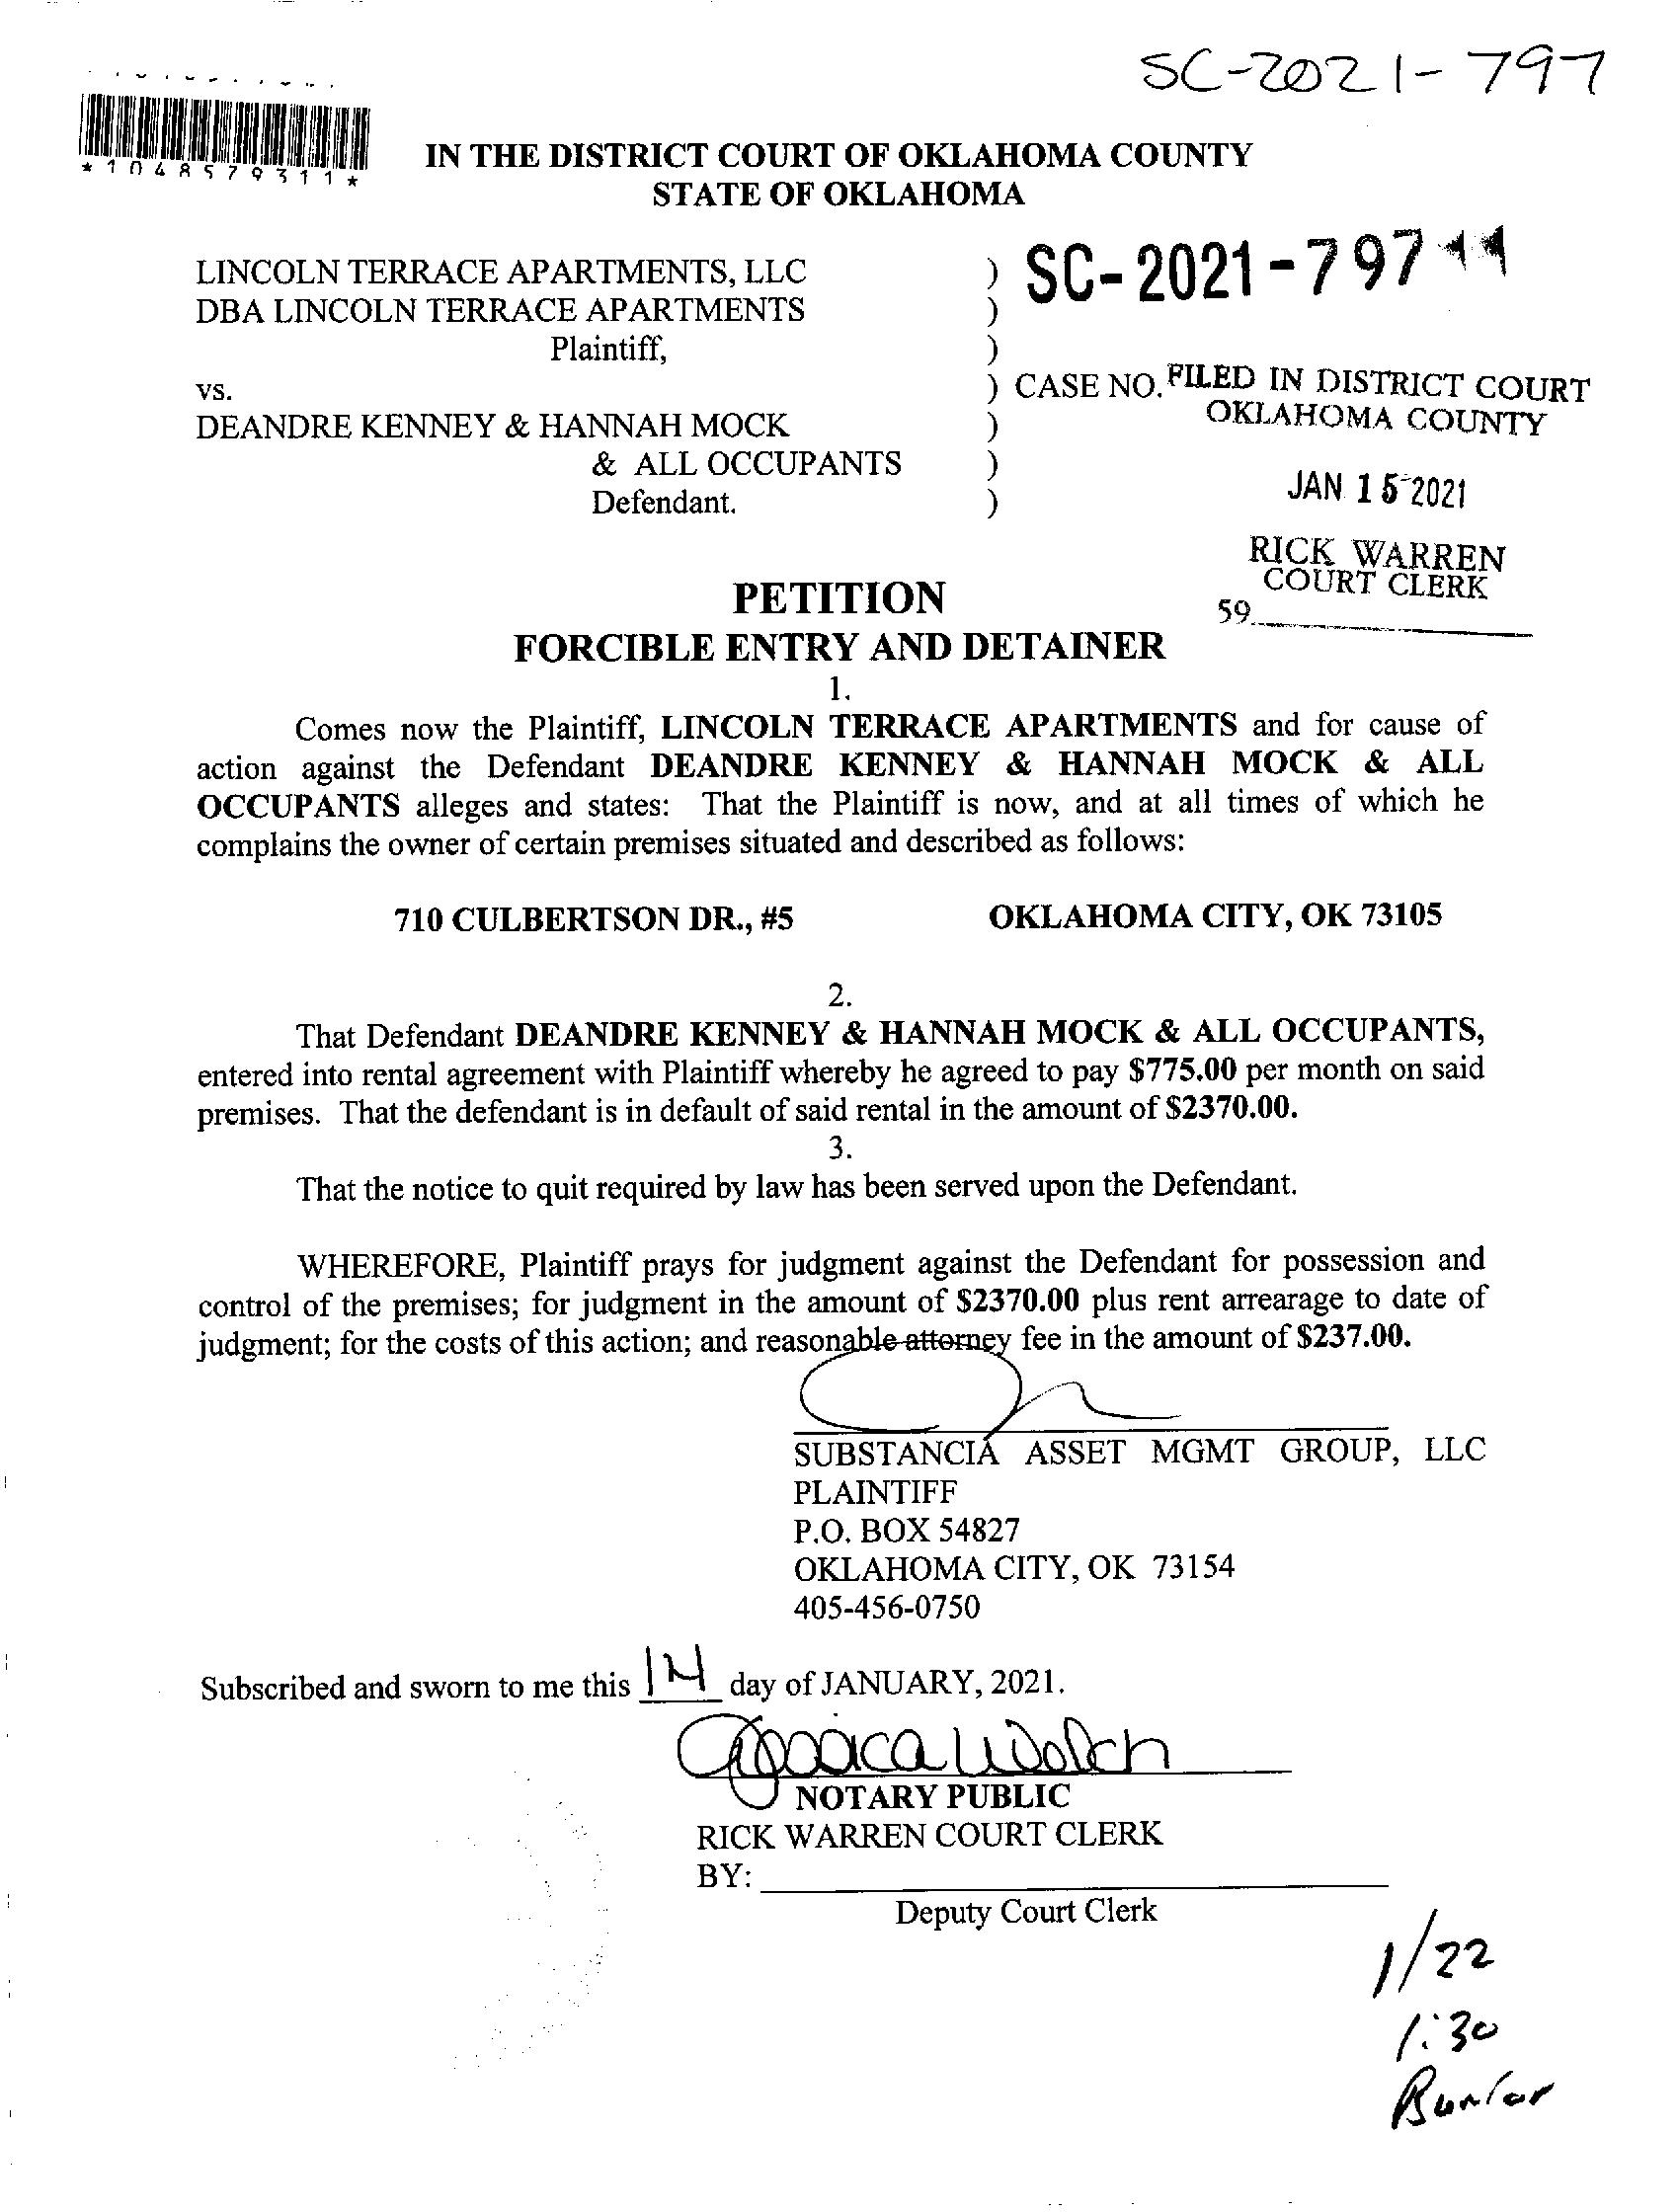 SC-2021-797
*1048579311*
IN THE DISTRICT COURT OF OKLAHOMA COUNTY
STATE OF OKLAHOMA
SC-2021-797
LINCOLN TERRACE APARTMENTS, LLC )
DBA LINCOLN TERRACE APARTMENTS )
Plaintiff, )
vs. ) CASE NO.
FILED IN DISTRICT COURT
OKLAHOMA COUNTY
DEANDRE KENNEY & HANNAH MOCK )
& ALL OCCUPANTS )
Defendant. )
JAN 15 2021
RICK WARREN
COURT CLERK
59
PETITION
FORCIBLE ENTRY AND DETAINER
1.
Comes now the Plaintiff, LINCOLN TERRACE APARTMENTS and for cause of
action against the Defendant DEANDRE KENNEY & HANNAH MOCK & ALL
OCCUPANTS alleges and states: That the Plaintiff is now, and at all times of which he
complains the owner of certain premises situated and described as follows:
710 CULBERTSON DR., #5 OKLAHOMA CITY, OK 73105
2.
That Defendant DEANDRE KENNEY & HANNAH MOCK & ALL OCCUPANTS,
entered into rental agreement with Plaintiff whereby he agreed to pay $775.00 per month on said
premises. That the defendant is in default of said rental in the amount of $2370.00.
3.
That the notice to quit required by law has been served upon the Defendant.
WHEREFORE, Plaintiff prays for judgment against the Defendant for possession and
control of the premises; for judgment in the amount of $2370.00 plus rent arrearage to date of
judgment; for the costs of this action; and reasonable attorney fee in the amount of $237.00.
SUBSTANCIA ASSET MGMT GROUP, LLC
PLAINTIFF
P.O. BOX 54827
OKLAHOMA CITY, OK 73154
405-456-0750
Subscribed and sworn to me this 14 day of JANUARY, 2021.
Jessica Welch
NOTARY PUBLIC
RICK WARREN COURT CLERK
BY:
Deputy Court Clerk
1/22
1:30